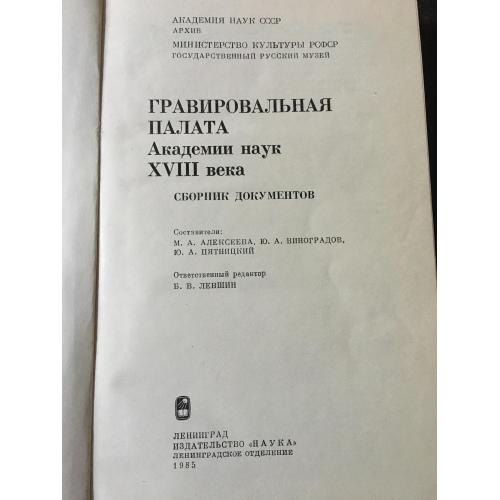 АКАДЕМИЯ НАУК СССР
АРХИВ
МИНИСТЕРСТВО КУЛЬТУРЫ РСФСР
ГОСУДАРСТВЕННЫЙ РУССКИЙ МУЗЕЙ
ГРАВИРОВАЛЬНАЯ
ПАЛАТА
Академии наук
XVIII века
СБОРНИК ДОКУМЕНТОВ
Составители:
М. А. АЛЕКСЕЕВА, Ю. А. ВИНОГРАДОВ,
Ю. А. ПЯТНИЦКИЙ
Ответственный редактор
Б. В. ЛЕВШИН
ЛЕНИНГРАД
ИЗДАТЕЛЬСТВО «НАУКА»
ЛЕНИНГРАДСКОЕ ОТДЕЛЕНИЕ
1985